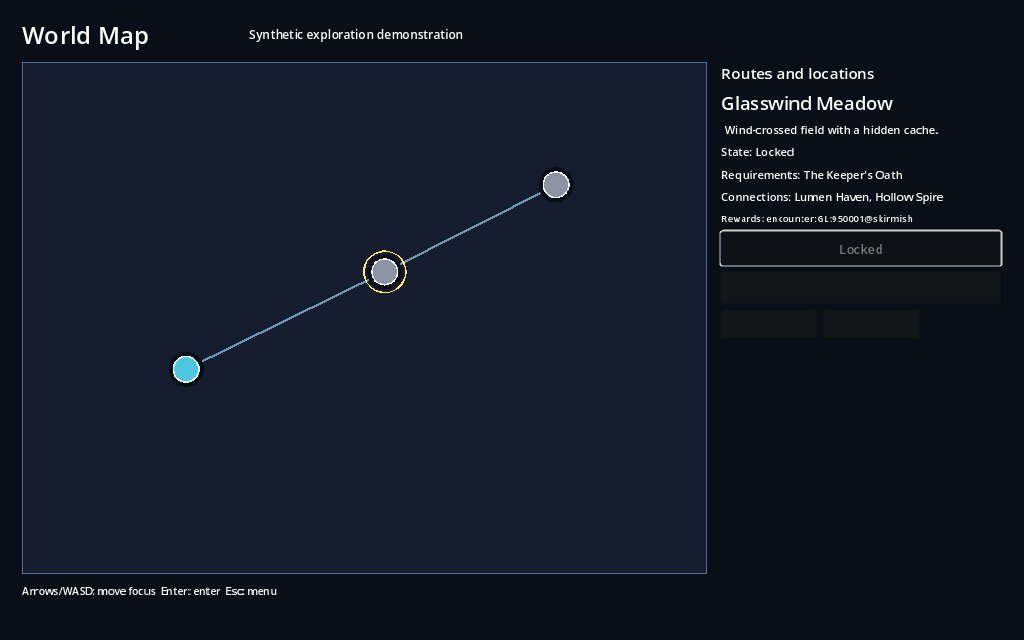 World Map
Synthetic exploration demonstration
Routes and locations
Glasswind Meadow
Wind-crossed field with a hidden cache.
State: Locked
Requirements: The Keeper's Oath
Connections: Lumen Haven, Hollow Spire
Rewards: encounter:GL:950001@skirmish
Locked
Arrows/WASD: move focus  Enter: enter  Esc: menu